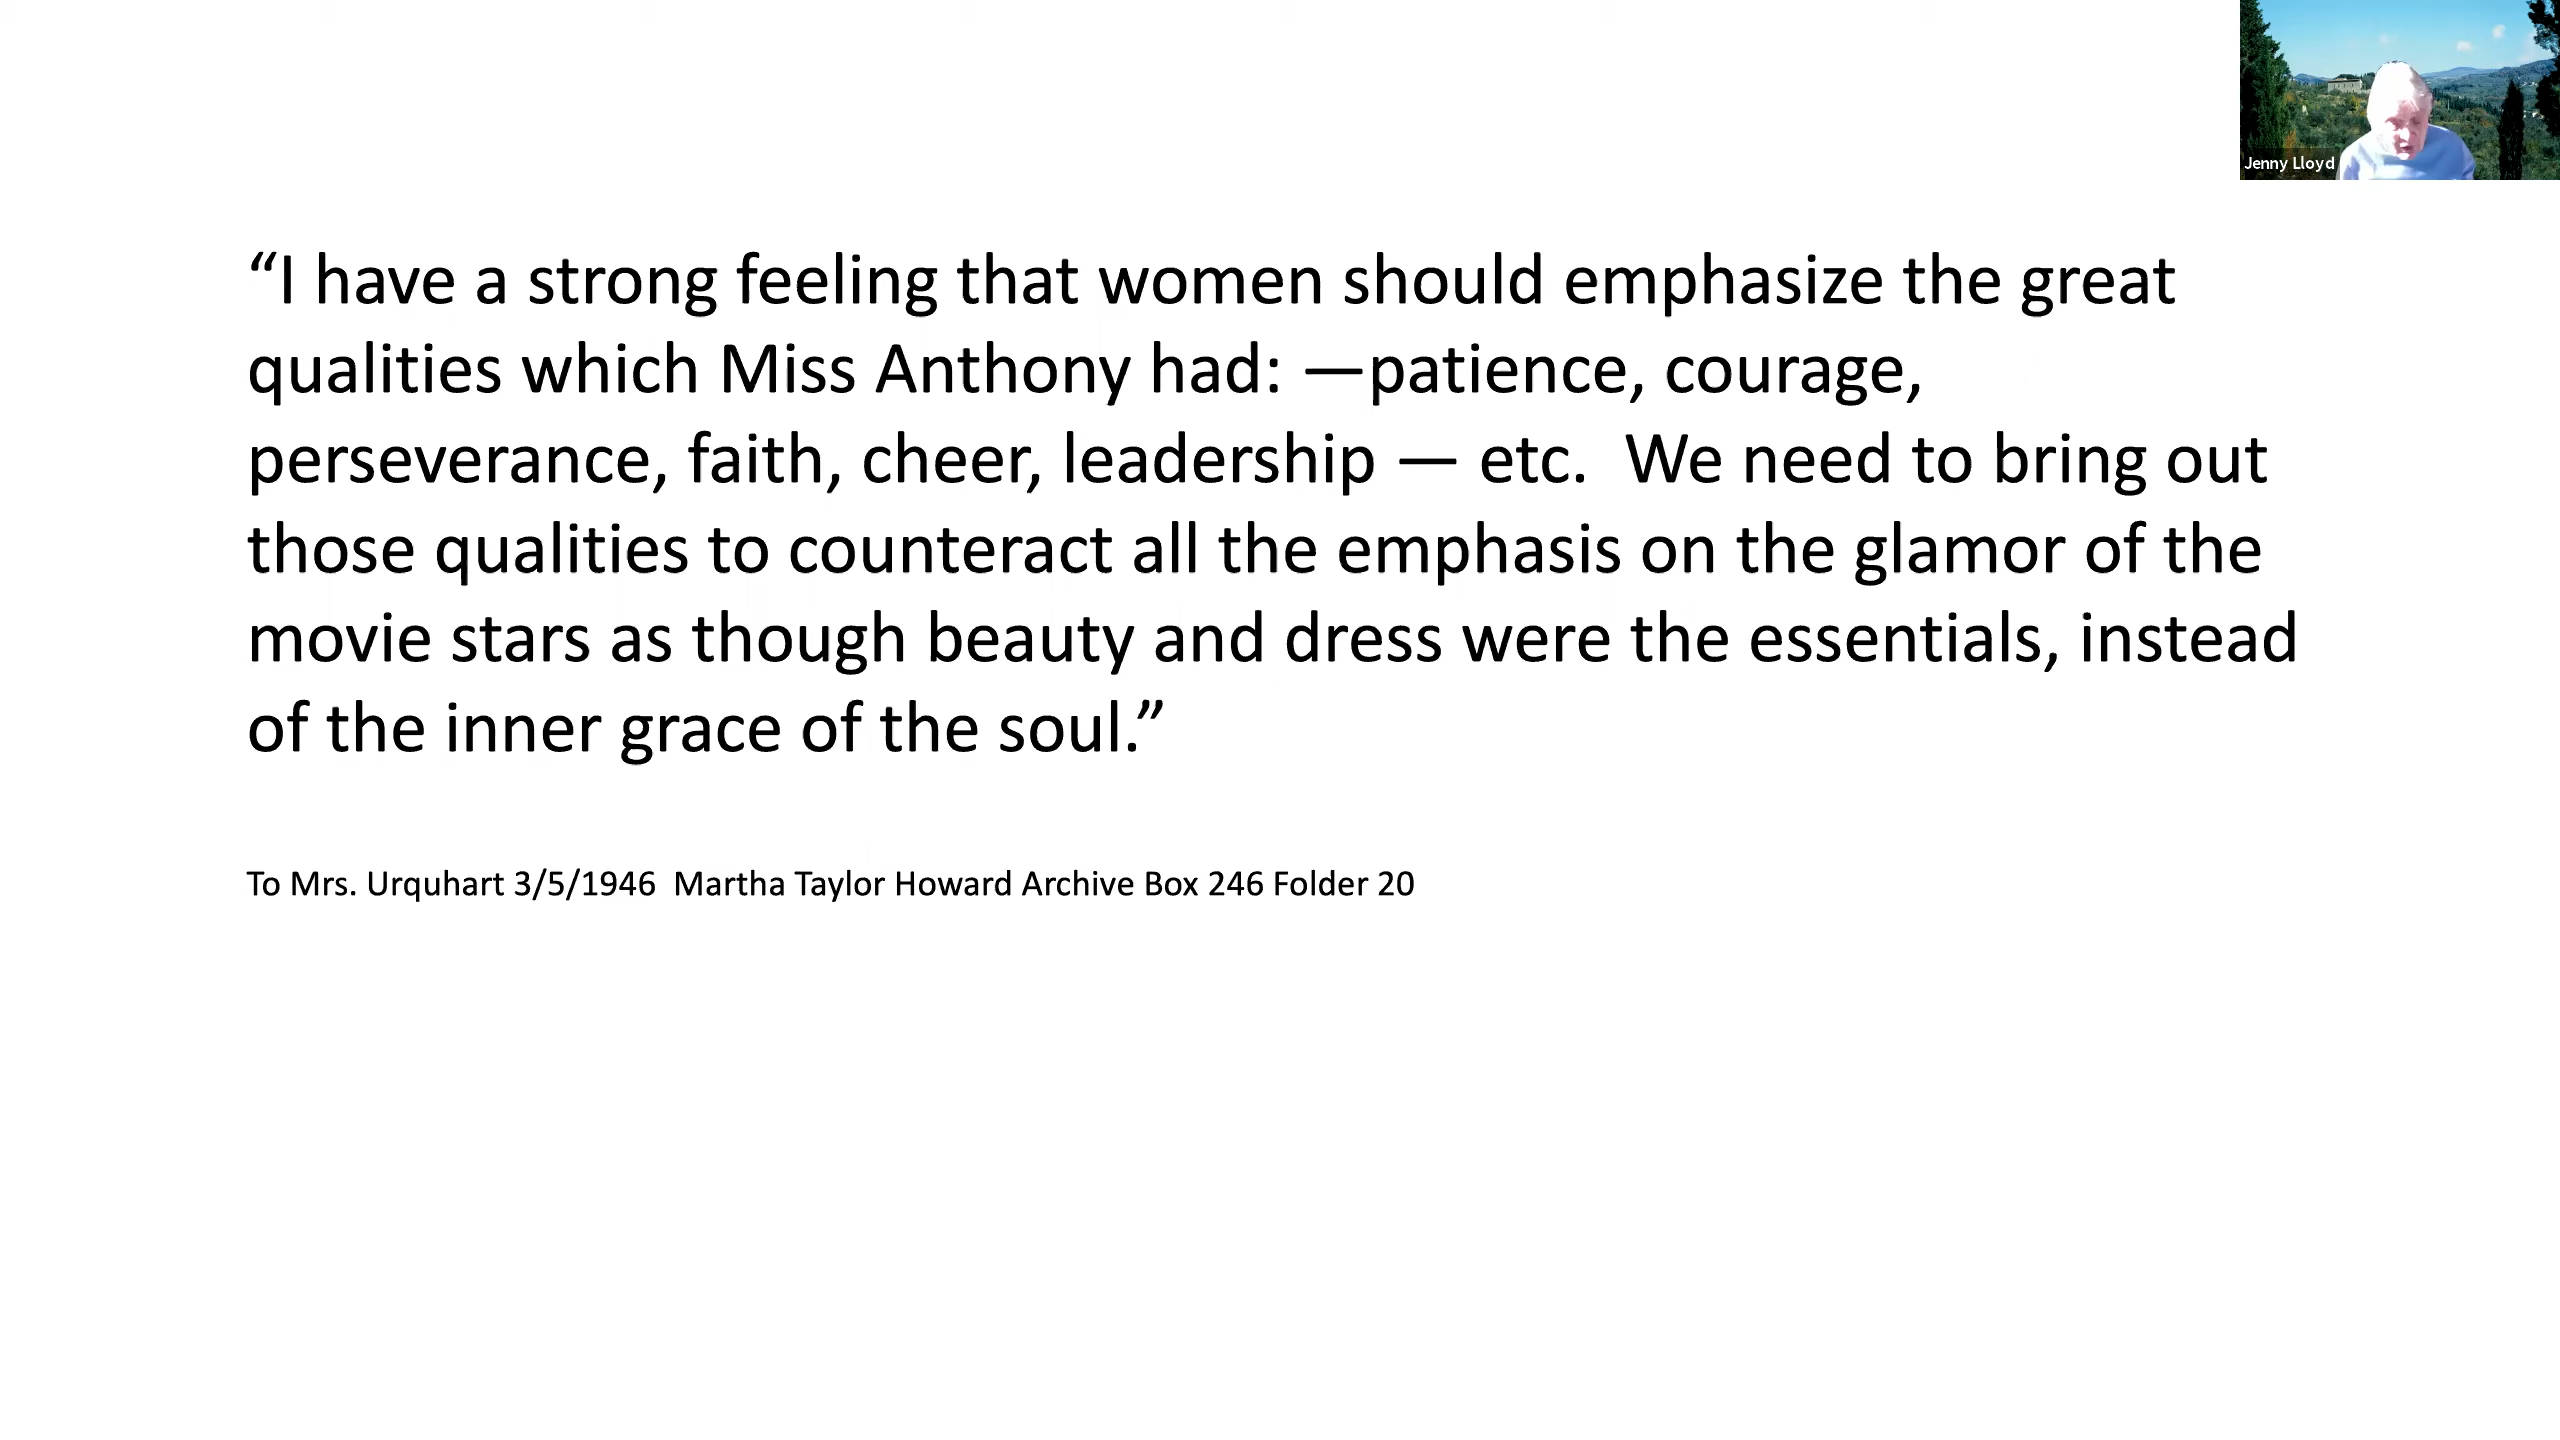 Jenny Lloyd
“I have a strong feeling that women should emphasize the great
qualities which Miss Anthony had: —patience, courage,
perseverance, faith, cheer, leadership — etc.  We need to bring out
those qualities to counteract all the emphasis on the glamor of the
movie stars as though beauty and dress were the essentials, instead
of the inner grace of the soul.”
To Mrs. Urquhart 3/5/1946  Martha Taylor Howard Archive Box 246 Folder 20